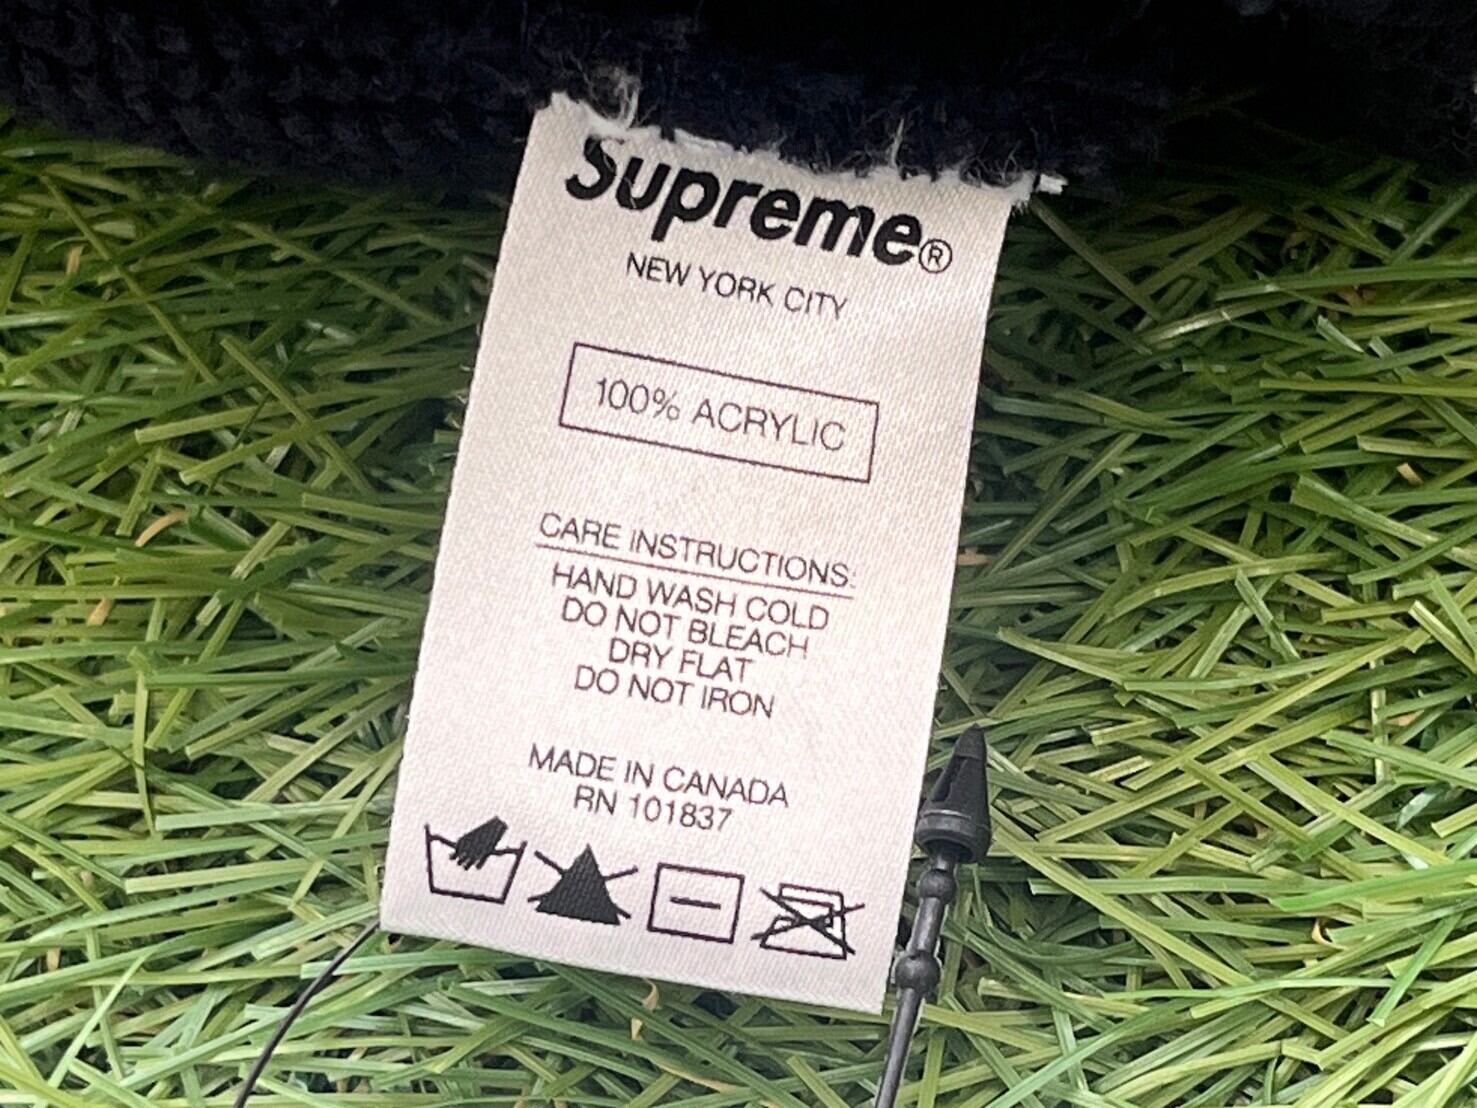 Supreme®
NEW YORK CITY
100% ACRYLIC
CARE INSTRUCTIONS:
HAND WASH COLD
DO NOT BLEACH
DRY FLAT
DO NOT IRON
MADE IN CANADA
RN 101837